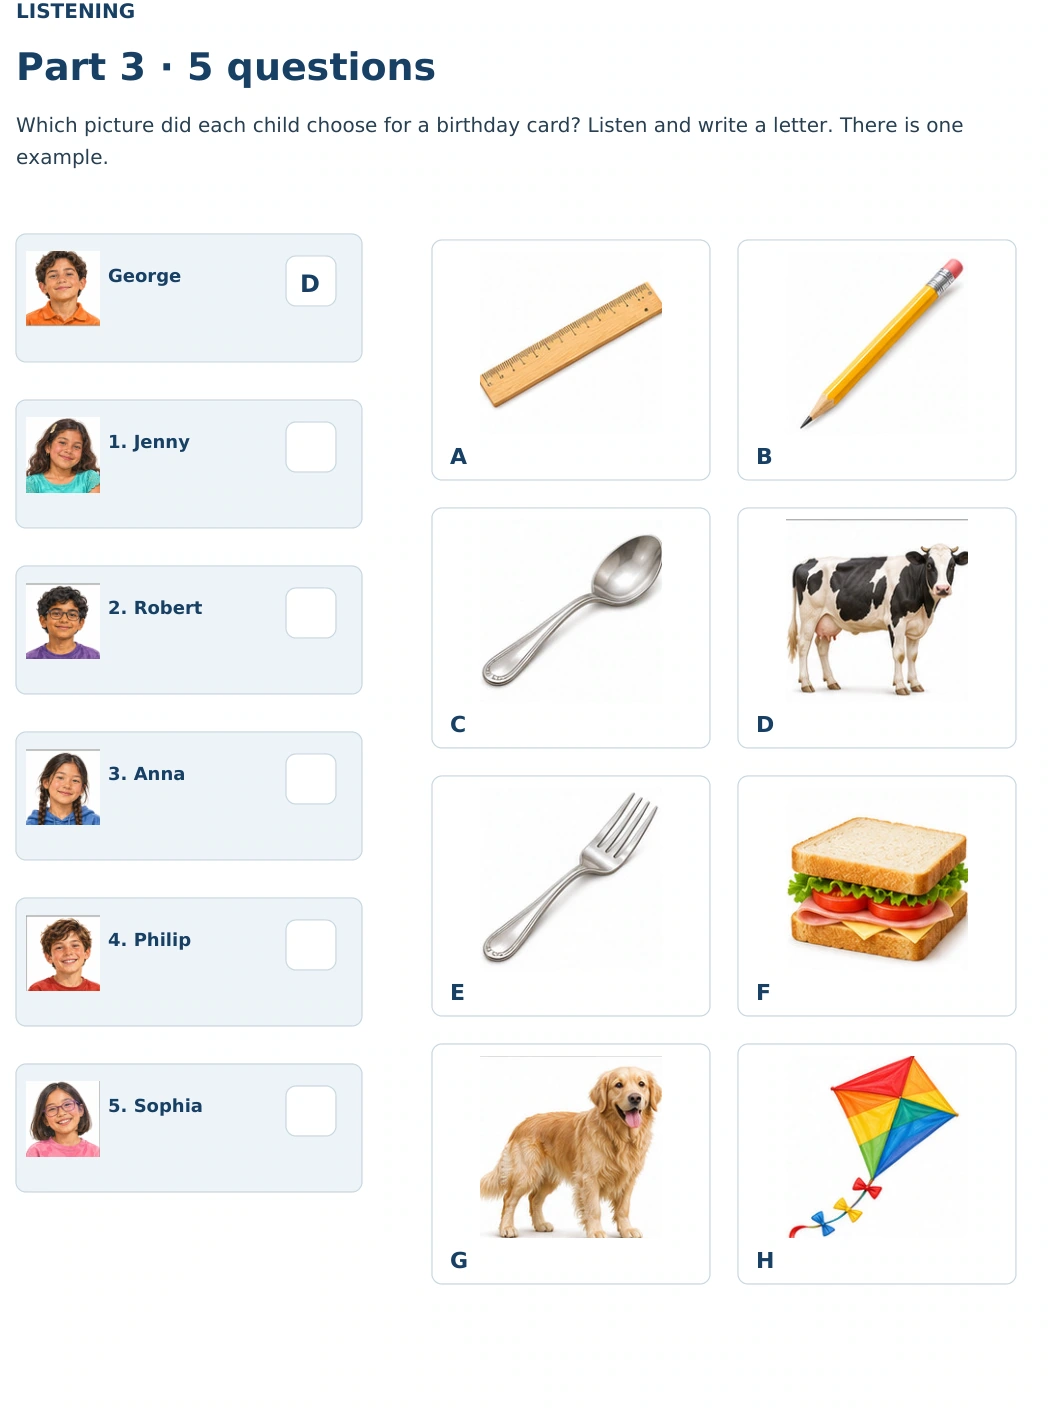 LISTENING
Part 3 · 5 questions
Which picture did each child choose for a birthday card? Listen and write a letter. There is one
example.
George
D
1. Jenny
2. Robert
3. Anna
4. Philip
5. Sophia
A
B
C
D
E
F
G
H